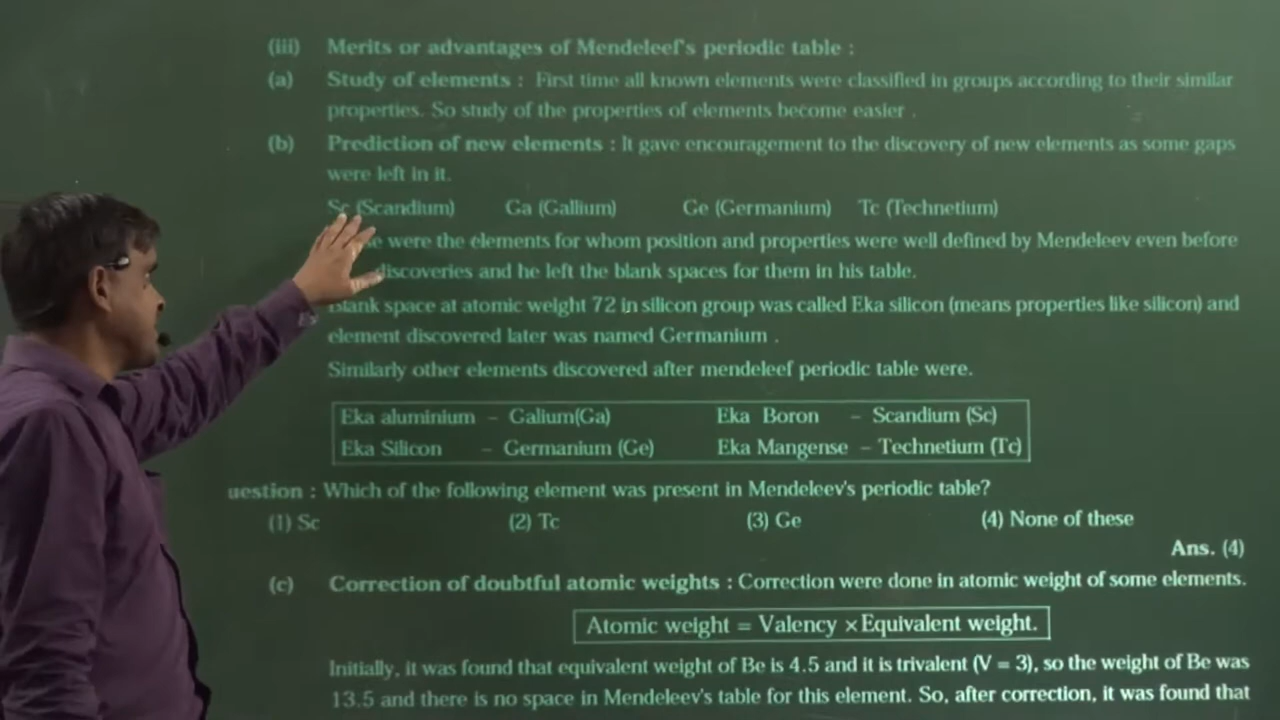 (iii) Merits or advantages of Mendeleef's periodic table :
(a) Study of elements : First time all known elements were classified in groups according to their similar
properties. So study of the properties of elements become easier .
(b) Prediction of new elements : It gave encouragement to the discovery of new elements as some gaps
were left in it.
Sc (Scandium) Ga (Gallium) Ge (Germanium) Tc (Technetium)
were the elements for whom position and properties were well defined by Mendeleev even before
discoveries and he left the blank spaces for them in his table.
Blank space at atomic weight 72 in silicon group was called Eka silicon (means properties like silicon) and
element discovered later was named Germanium .
Similarly other elements discovered after mendeleef periodic table were.
Eka aluminium – Galium(Ga) Eka Boron – Scandium (Sc)
Eka Silicon – Germanium (Ge) Eka Mangense – Technetium (Tc)
uestion : Which of the following element was present in Mendeleev's periodic table?
(1) Sc (2) Tc (3) Ge (4) None of these
Ans. (4)
(c) Correction of doubtful atomic weights : Correction were done in atomic weight of some elements.
Atomic weight = Valency × Equivalent weight.
Initially, it was found that equivalent weight of Be is 4.5 and it is trivalent (V = 3), so the weight of Be was
13.5 and there is no space in Mendeleev's table for this element. So, after correction, it was found that